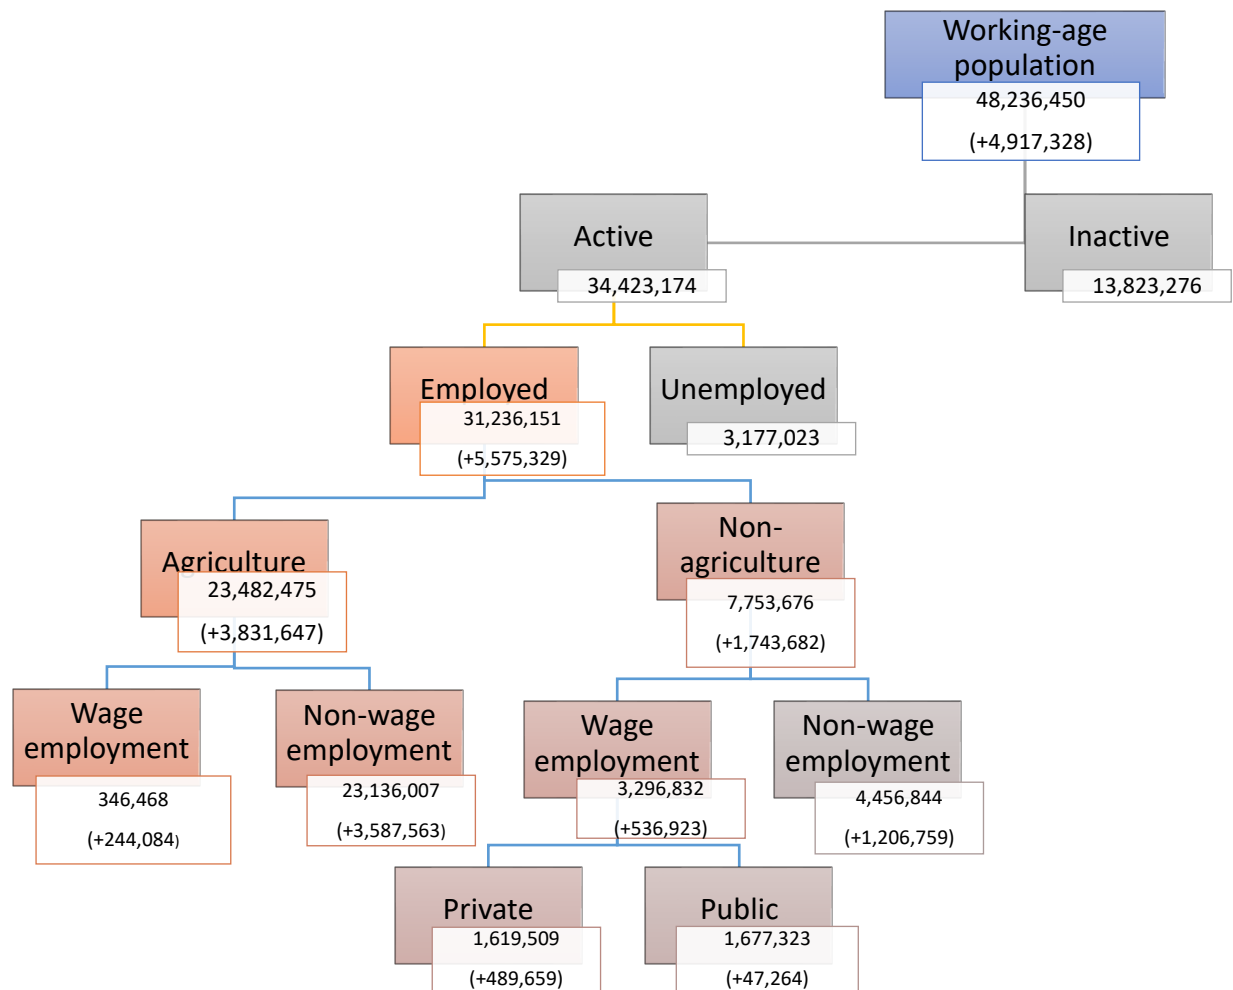 Working-age
population
48,236,450
(+4,917,328)
Active
34,423,174
Inactive
13,823,276
Employed
31,236,151
(+5,575,329)
Unemployed
3,177,023
Agriculture
23,482,475
(+3,831,647)
Non-
agriculture
7,753,676
(+1,743,682)
Wage
employment
346,468
(+244,084)
Non-wage
employment
23,136,007
(+3,587,563)
Wage
employment
3,296,832
(+536,923)
Non-wage
employment
4,456,844
(+1,206,759)
Private
1,619,509
(+489,659)
Public
1,677,323
(+47,264)